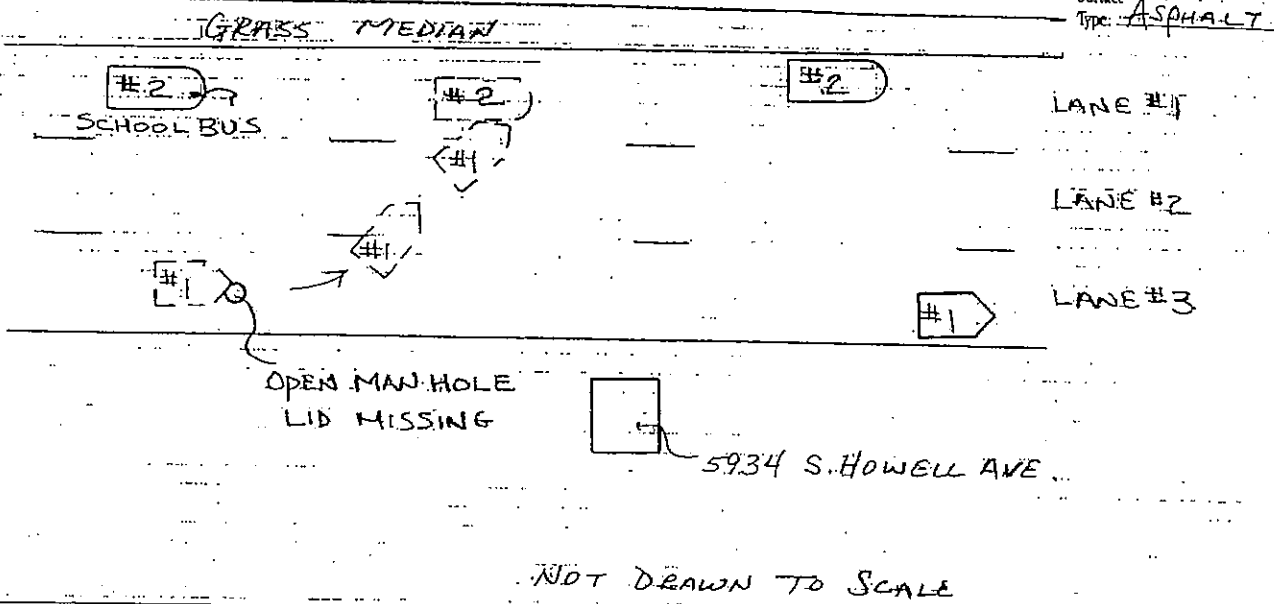 Type: ASPHALT
GRASS MEDIAN
#2
#2
#2
LANE #1
SCHOOL BUS
#1
LANE #2
#1
#1
#1
LANE #3
OPEN MAN HOLE
LID MISSING
5934 S. HOWELL AVE.
NOT DRAWN TO SCALE